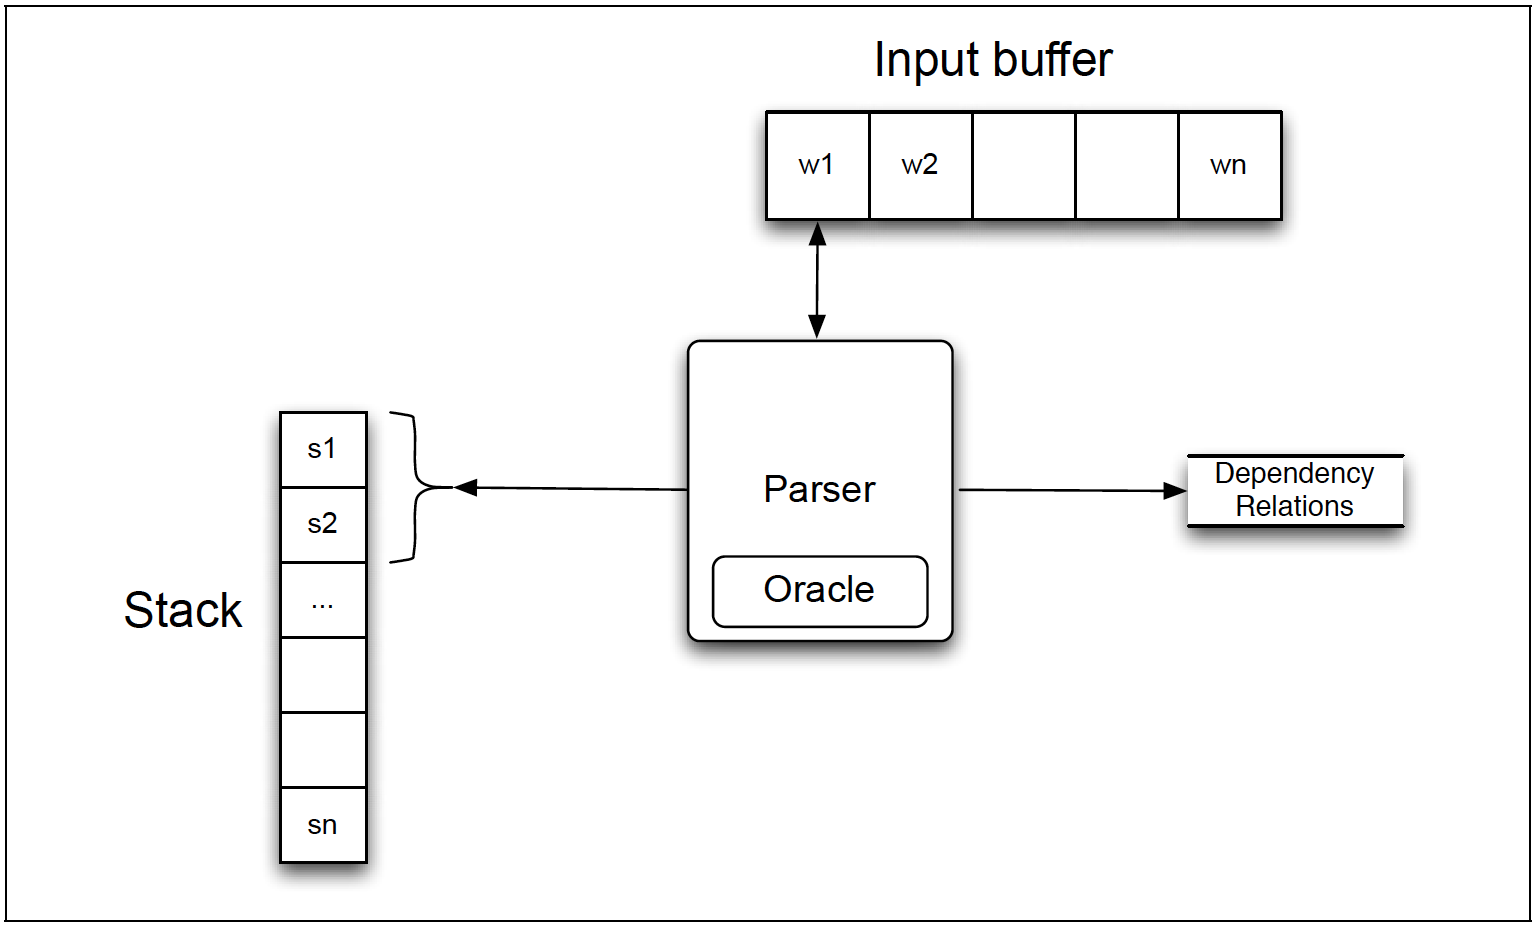 Input buffer
w1 w2 wn
s1
s2
...
sn
Stack
Parser
Oracle
Dependency
Relations